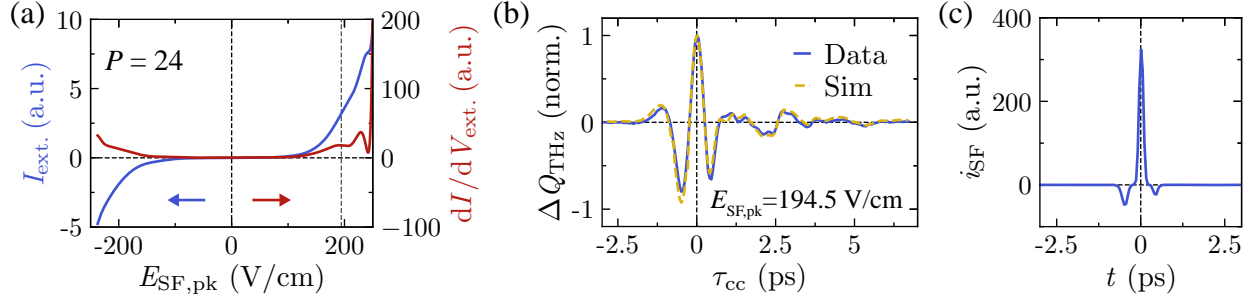 (a)
10
5
0
-5
I_ext. (a.u.)
P = 24
200
100
0
−100
dI/dV_ext. (a.u.)
-200
0
200
E_SF,pk (V/cm)
(b)
1
0
-1
ΔQ_THz (norm.)
Data
Sim
E_SF,pk=194.5 V/cm
-2.5
0
2.5
5
τ_cc (ps)
(c)
400
300
200
0
i_SF (a.u.)
-2.5
0
2.5
t (ps)